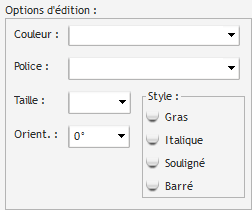 Options d'édition :
Couleur :
Police :
Taille :
Orient. : 0°
Style :
Gras
Italique
Souligné
Barré